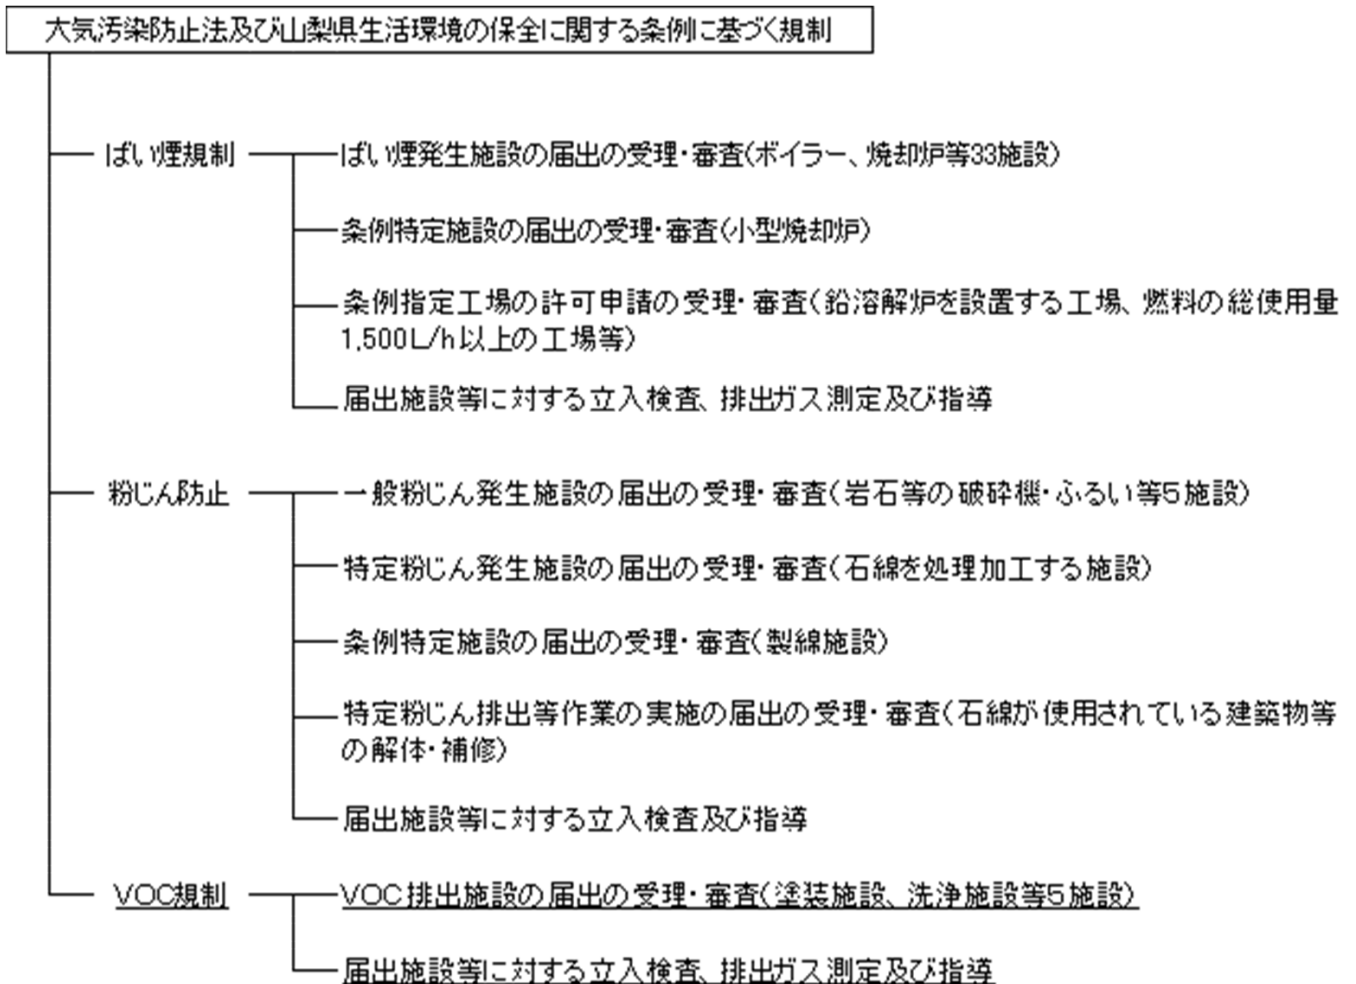 大気汚染防止法及び山梨県生活環境の保全に関する条例に基づく規制
ばい煙規制
ばい煙発生施設の届出の受理・審査(ボイラー、焼却炉等33施設)
条例特定施設の届出の受理・審査(小型焼却炉)
条例指定工場の許可申請の受理・審査(鉛溶解炉を設置する工場、燃料の総使用量
1,500L/h以上の工場等)
届出施設等に対する立入検査、排出ガス測定及び指導
粉じん防止
一般粉じん発生施設の届出の受理・審査(岩石等の破砕機・ふるい等5施設)
特定粉じん発生施設の届出の受理・審査(石綿を処理加工する施設)
条例特定施設の届出の受理・審査(製綿施設)
特定粉じん排出等作業の実施の届出の受理・審査(石綿が使用されている建築物等
の解体・補修)
届出施設等に対する立入検査及び指導
VOC規制
VOC排出施設の届出の受理・審査(塗装施設、洗浄施設等5施設)
届出施設等に対する立入検査、排出ガス測定及び指導